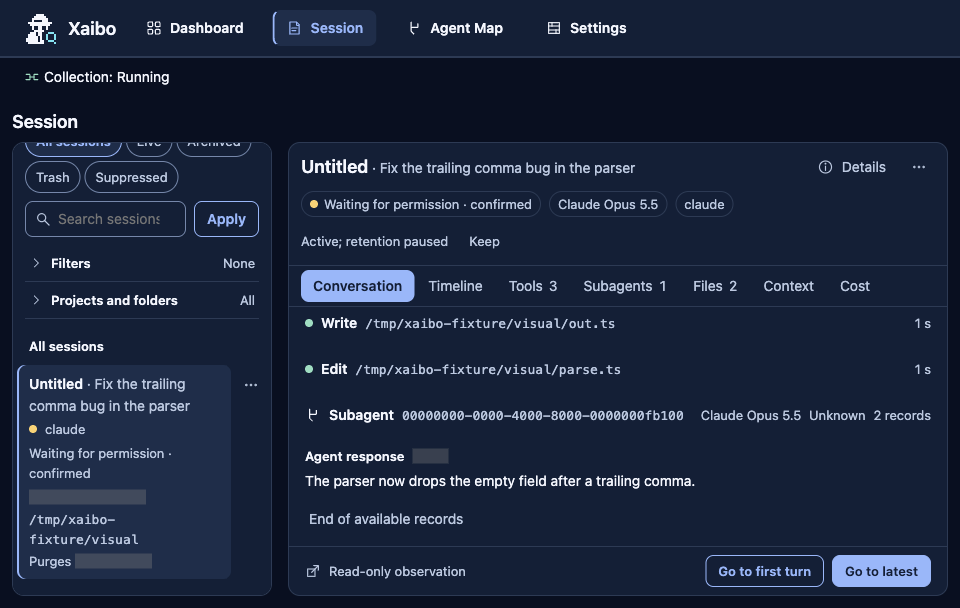 Xaibo
Dashboard
Session
Agent Map
Settings
Collection: Running
Session
All sessions
Live
Archived
Trash
Suppressed
Search sessions
Apply
Filters
None
Projects and folders
All
All sessions
Untitled · Fix the trailing
comma bug in the parser
claude
Waiting for permission ·
confirmed
/tmp/xaibo-
fixture/visual
Purges
Untitled · Fix the trailing comma bug in the parser
Details
Waiting for permission · confirmed
Claude Opus 5.5
claude
Active; retention paused
Keep
Conversation
Timeline
Tools 3
Subagents 1
Files 2
Context
Cost
Write /tmp/xaibo-fixture/visual/out.ts 1 s
Edit /tmp/xaibo-fixture/visual/parse.ts 1 s
Subagent 00000000-0000-4000-8000-0000000fb100 Claude Opus 5.5 Unknown 2 records
Agent response
The parser now drops the empty field after a trailing comma.
End of available records
Read-only observation
Go to first turn
Go to latest